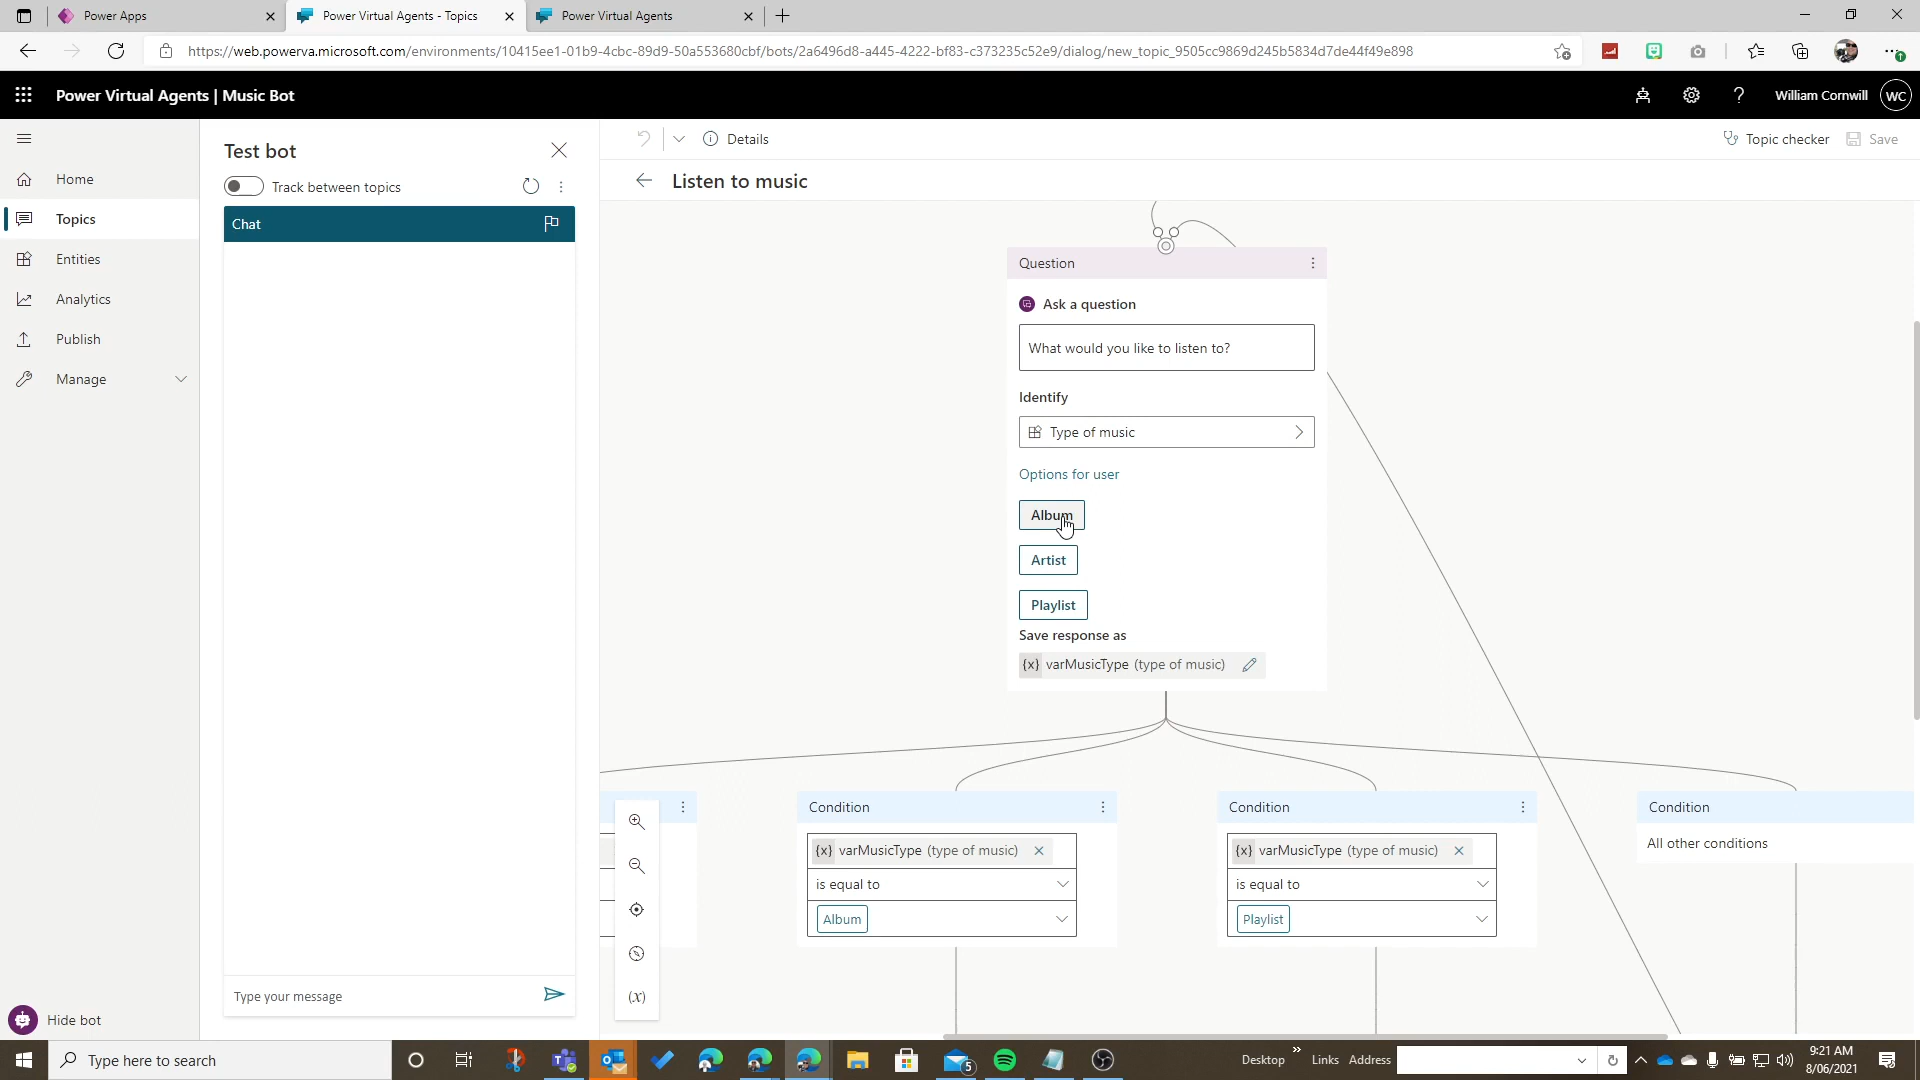 Power Apps
Power Virtual Agents - Topics
Power Virtual Agents
https://web.powerva.microsoft.com/environments/10415ee1-01b9-4cbc-89d9-50a553680cbf/bots/2a6496d8-a445-4222-bf83-c373235c52e9/dialog/new_topic_9505cc9869d245b5834d7de44f49e898
Power Virtual Agents | Music Bot
William Cornwill
WC
Home
Topics
Entities
Analytics
Publish
Manage
Hide bot
Test bot
Track between topics
Chat
Type your message
Details
Topic checker
Save
Listen to music
Question
Ask a question
What would you like to listen to?
Identify
Type of music
Options for user
Album
Artist
Playlist
Save response as
{x} varMusicType (type of music)
Condition
{x} varMusicType (type of music)
is equal to
Album
Condition
{x} varMusicType (type of music)
is equal to
Playlist
Condition
All other conditions
(x)
Type here to search
5
Desktop
Links
Address
9:21 AM
8/06/2021